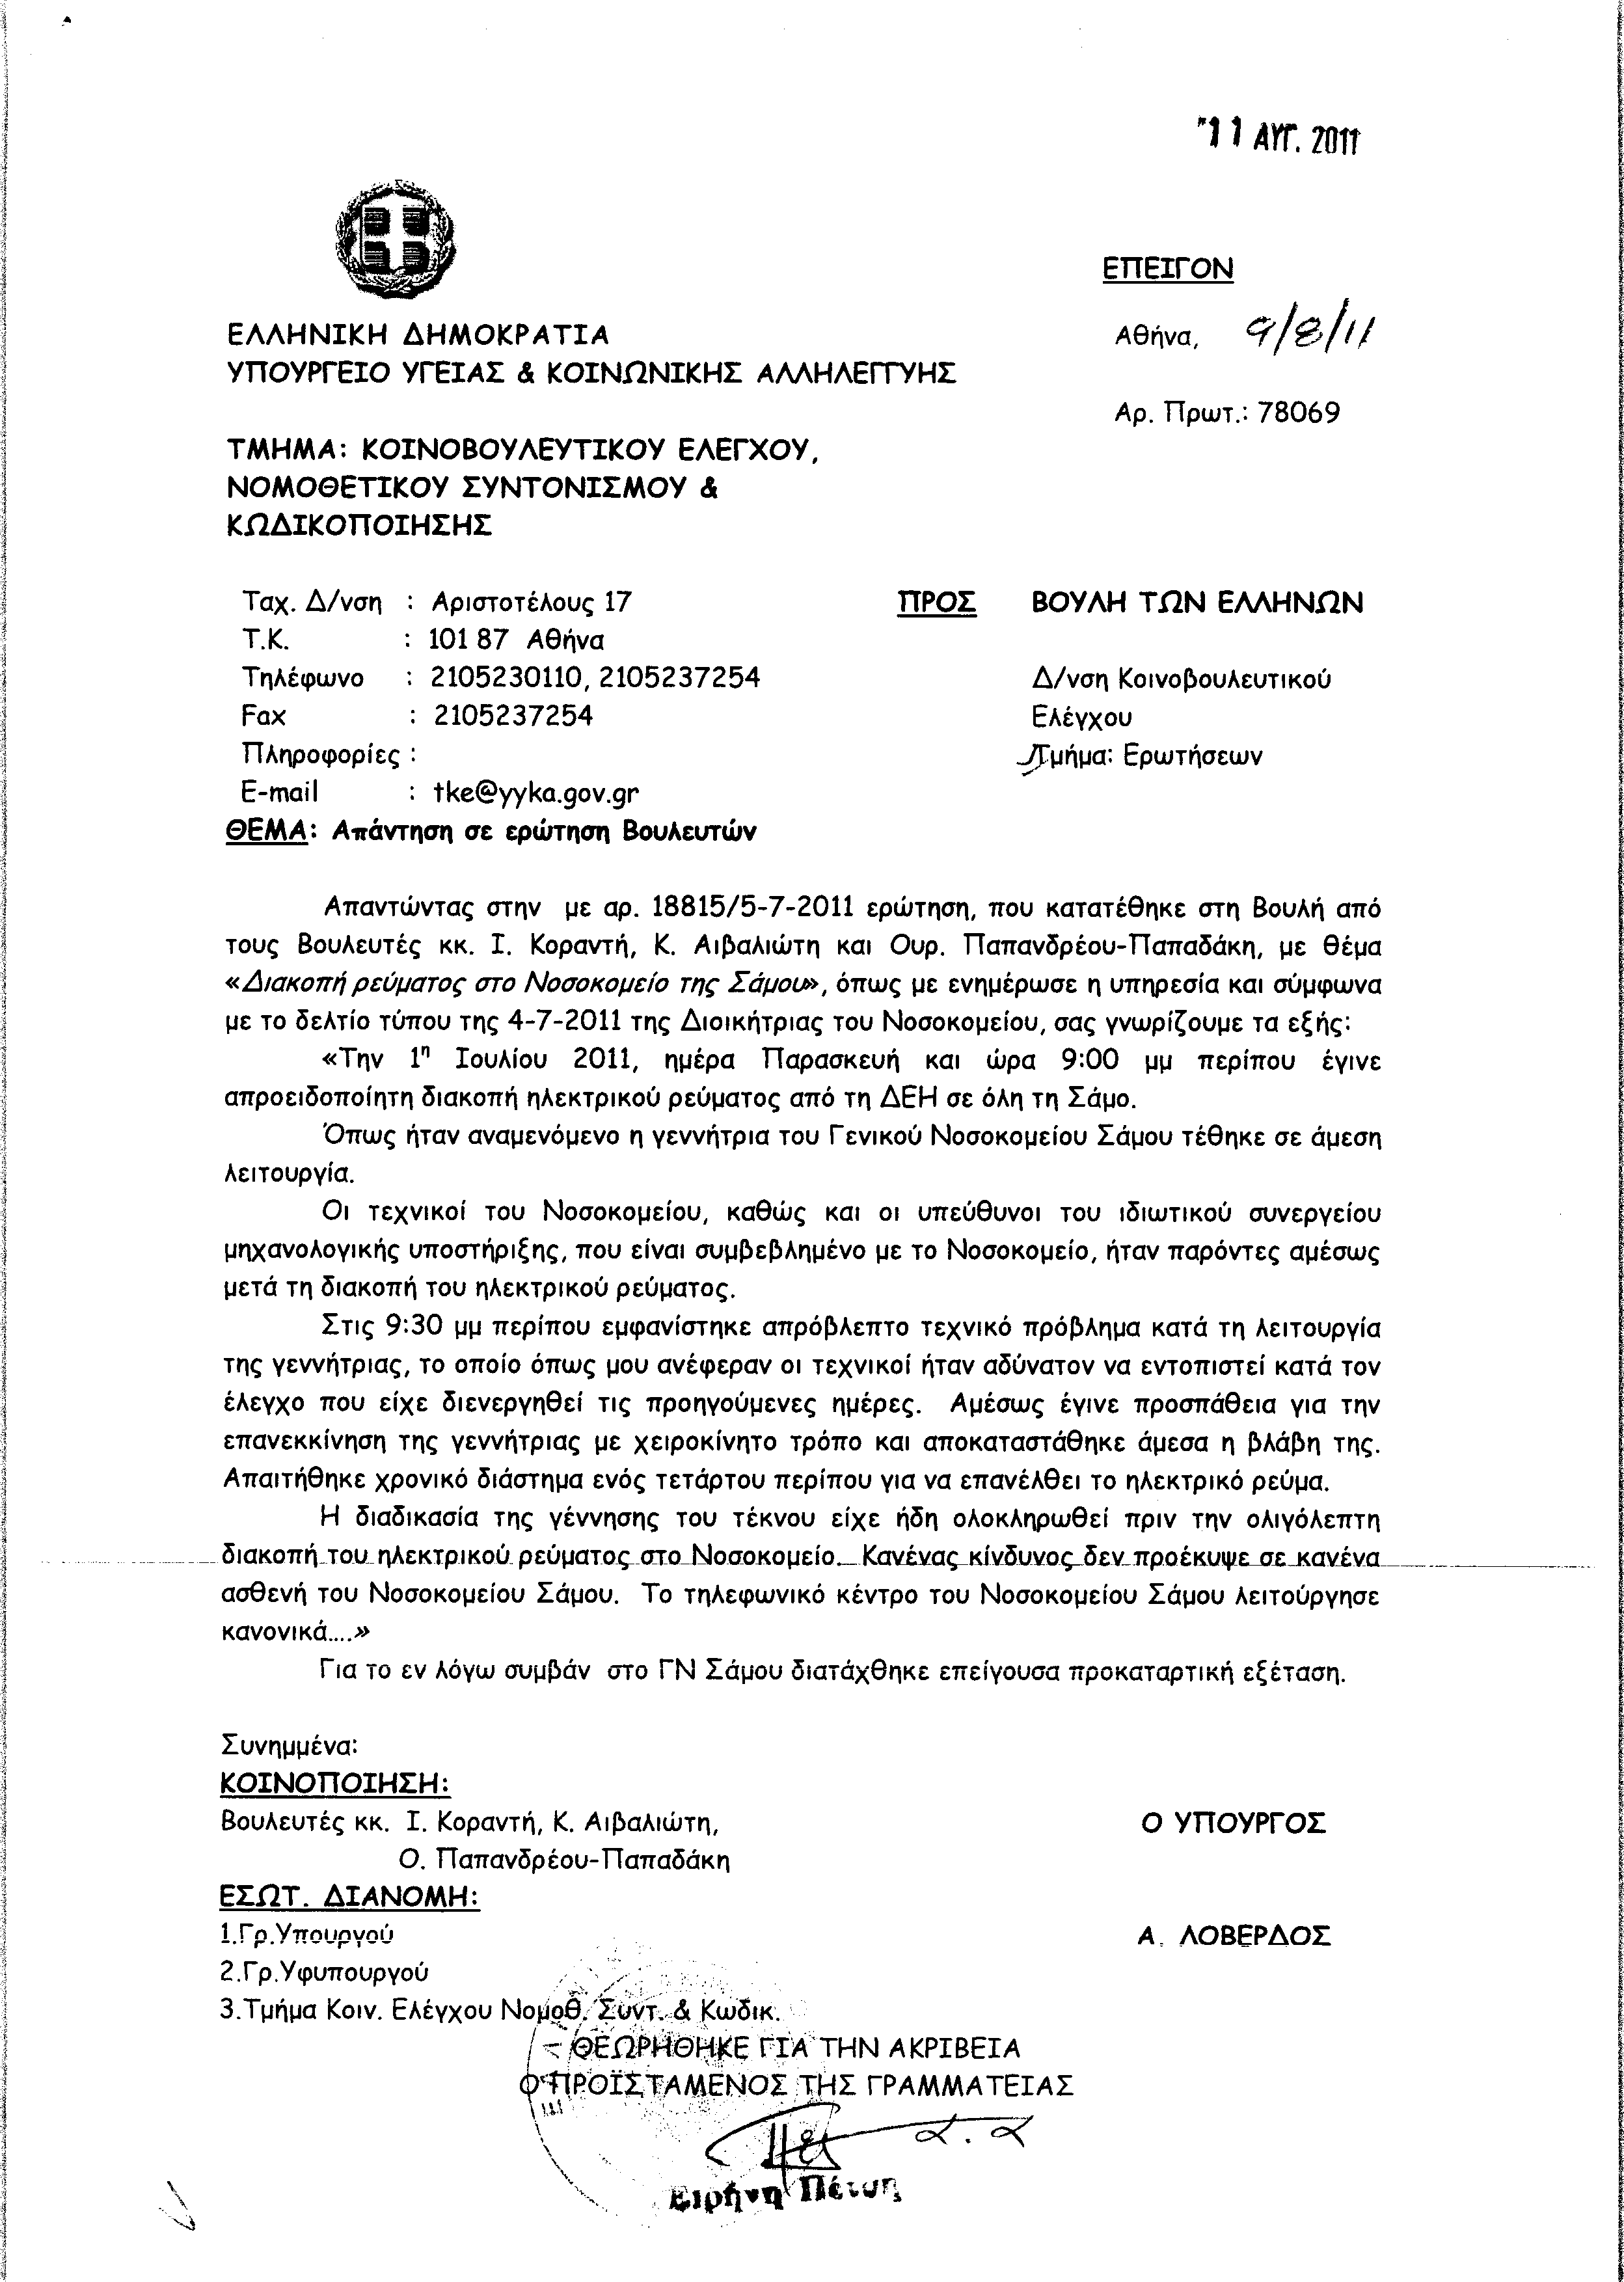 11 ΑΥΓ. 2011
ΕΠΕΙΓΟΝ
ΕΛΛΗΝΙΚΗ ΔΗΜΟΚΡΑΤΙΑ
ΥΠΟΥΡΓΕΙΟ ΥΓΕΙΑΣ & ΚΟΙΝΩΝΙΚΗΣ ΑΛΛΗΛΕΓΓΥΗΣ
Αθήνα, 9/8/11
Αρ. Πρωτ.: 78069
ΤΜΗΜΑ: ΚΟΙΝΟΒΟΥΛΕΥΤΙΚΟΥ ΕΛΕΓΧΟΥ,
ΝΟΜΟΘΕΤΙΚΟΥ ΣΥΝΤΟΝΙΣΜΟΥ &
ΚΩΔΙΚΟΠΟΙΗΣΗΣ
Ταχ. Δ/νση : Αριστοτέλους 17
Τ.Κ. : 101 87 Αθήνα
Τηλέφωνο : 2105230110, 2105237254
Fax : 2105237254
Πληροφορίες :
E-mail : tke@yyka.gov.gr
ΠΡΟΣ ΒΟΥΛΗ ΤΩΝ ΕΛΛΗΝΩΝ
Δ/νση Κοινοβουλευτικού
Ελέγχου
Τμήμα: Ερωτήσεων
ΘΕΜΑ: Απάντηση σε ερώτηση Βουλευτών
Απαντώντας στην με αρ. 18815/5-7-2011 ερώτηση, που κατατέθηκε στη Βουλή από
τους Βουλευτές κκ. Ι. Κοραντή, Κ. Αιβαλιώτη και Ουρ. Παπανδρέου-Παπαδάκη, με θέμα
«Διακοπή ρεύματος στο Νοσοκομείο της Σάμου», όπως με ενημέρωσε η υπηρεσία και σύμφωνα
με το δελτίο τύπου της 4-7-2011 της Διοικήτριας του Νοσοκομείου, σας γνωρίζουμε τα εξής:
«Την 1η Ιουλίου 2011, ημέρα Παρασκευή και ώρα 9:00 μμ περίπου έγινε
απροειδοποίητη διακοπή ηλεκτρικού ρεύματος από τη ΔΕΗ σε όλη τη Σάμο.
Όπως ήταν αναμενόμενο η γεννήτρια του Γενικού Νοσοκομείου Σάμου τέθηκε σε άμεση
λειτουργία.
Οι τεχνικοί του Νοσοκομείου, καθώς και οι υπεύθυνοι του ιδιωτικού συνεργείου
μηχανολογικής υποστήριξης, που είναι συμβεβλημένο με το Νοσοκομείο, ήταν παρόντες αμέσως
μετά τη διακοπή του ηλεκτρικού ρεύματος.
Στις 9:30 μμ περίπου εμφανίστηκε απρόβλεπτο τεχνικό πρόβλημα κατά τη λειτουργία
της γεννήτριας, το οποίο όπως μου ανέφεραν οι τεχνικοί ήταν αδύνατον να εντοπιστεί κατά τον
έλεγχο που είχε διενεργηθεί τις προηγούμενες ημέρες. Αμέσως έγινε προσπάθεια για την
επανεκκίνηση της γεννήτριας με χειροκίνητο τρόπο και αποκαταστάθηκε άμεσα η βλάβη της.
Απαιτήθηκε χρονικό διάστημα ενός τετάρτου περίπου για να επανέλθει το ηλεκτρικό ρεύμα.
Η διαδικασία της γέννησης του τέκνου είχε ήδη ολοκληρωθεί πριν την ολιγόλεπτη
διακοπή του ηλεκτρικού ρεύματος στο Νοσοκομείο. Κανένας κίνδυνος δεν προέκυψε σε κανένα
ασθενή του Νοσοκομείου Σάμου. Το τηλεφωνικό κέντρο του Νοσοκομείου Σάμου λειτούργησε
κανονικά....»
Για το εν λόγω συμβάν στο ΓΝ Σάμου διατάχθηκε επείγουσα προκαταρτική εξέταση.
Συνημμένα:
ΚΟΙΝΟΠΟΙΗΣΗ:
Βουλευτές κκ. Ι. Κοραντή, Κ. Αιβαλιώτη,
Ο. Παπανδρέου-Παπαδάκη
Ο ΥΠΟΥΡΓΟΣ
ΕΣΩΤ. ΔΙΑΝΟΜΗ:
1.Γρ.Υπουργού
Α. ΛΟΒΕΡΔΟΣ
2.Γρ.Υφυπουργού
3.Τμήμα Κοιν. Ελέγχου Νομοθ. Συντ. & Κωδικ.
ΘΕΩΡΗΘΗΚΕ ΓΙΑ ΤΗΝ ΑΚΡΙΒΕΙΑ
Ο ΠΡΟΪΣΤΑΜΕΝΟΣ ΤΗΣ ΓΡΑΜΜΑΤΕΙΑΣ
α.α
Ειρήνη